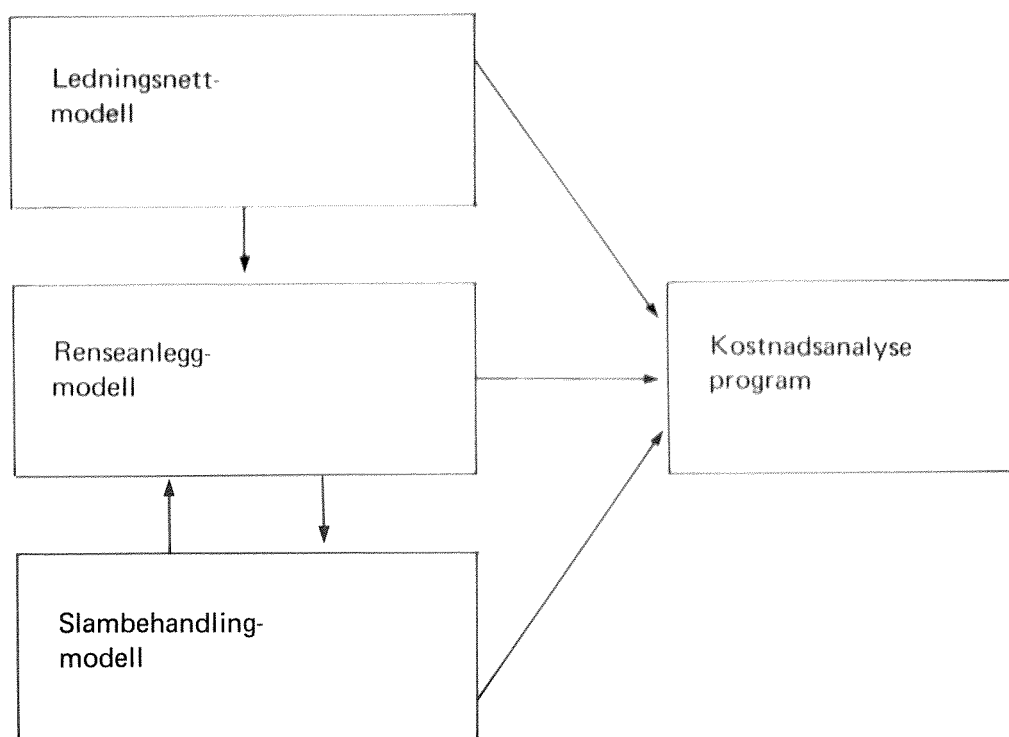 Ledningsnett-
modell
Renseanlegg-
modell
Kostnadsanalyse
program
Slambehandling-
modell